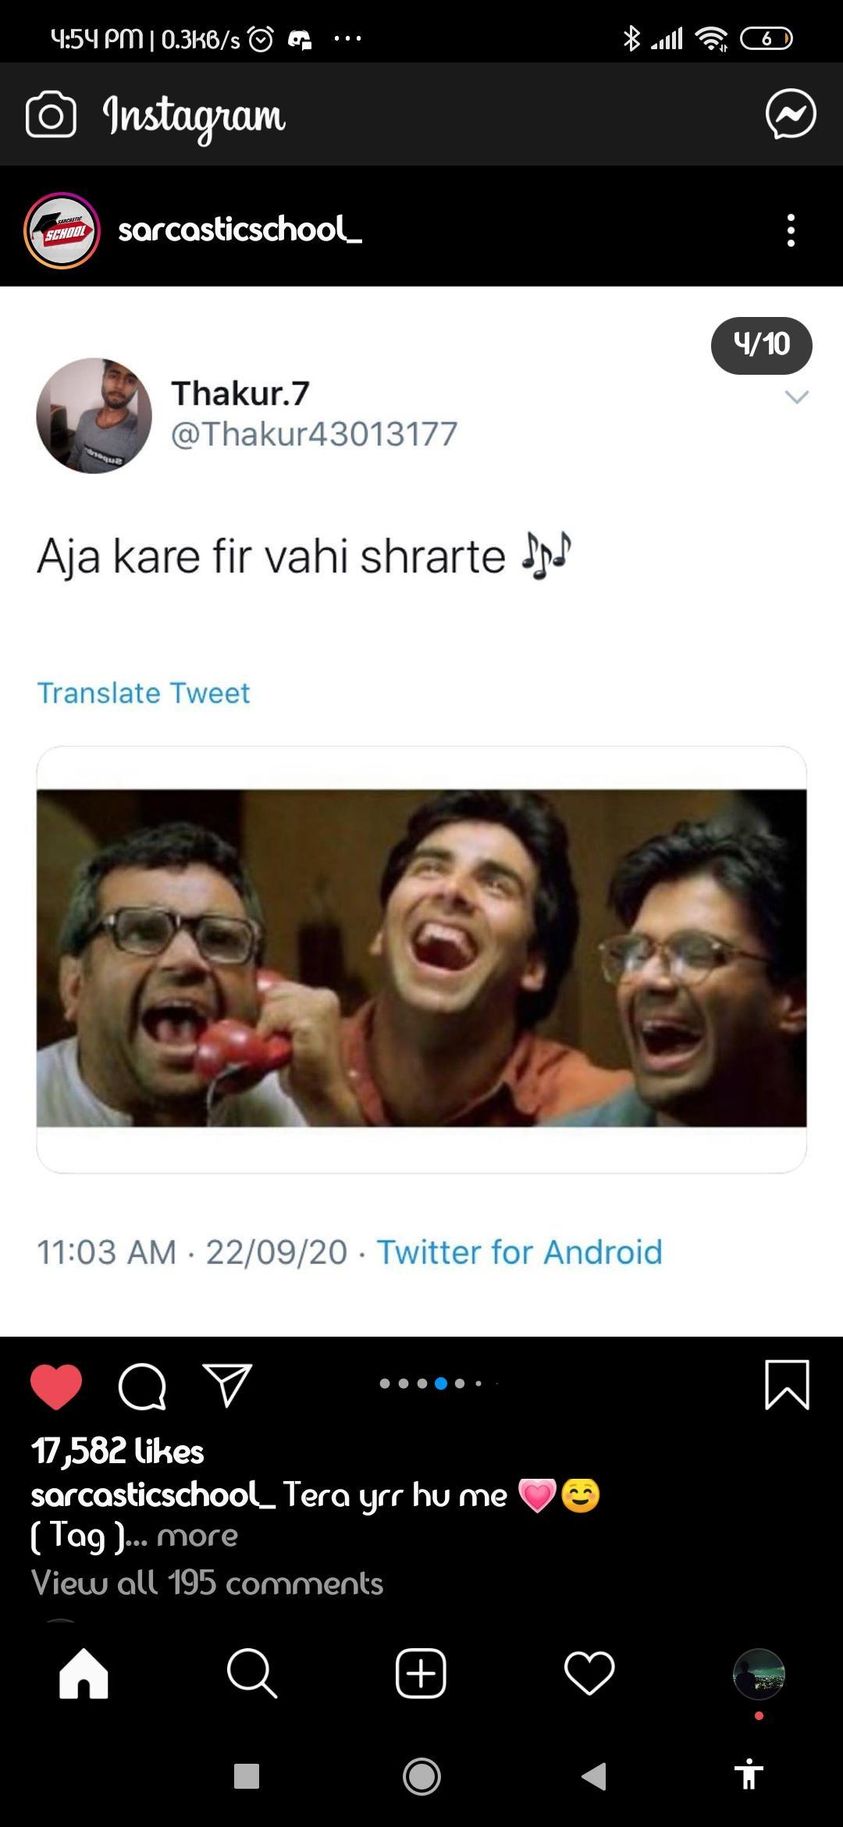 4:54 PM | 0.3KB/s
6
Instagram
SARCASTIC
SCHOOL
sarcasticschool_
4/10
Thakur.7
@Thakur43013177
Aja kare fir vahi shrarte 🎶
Translate Tweet
11:03 AM · 22/09/20 · Twitter for Android
17,582 likes
sarcasticschool_ Tera yrr hu me 💗☺️
( Tag )... more
View all 195 comments